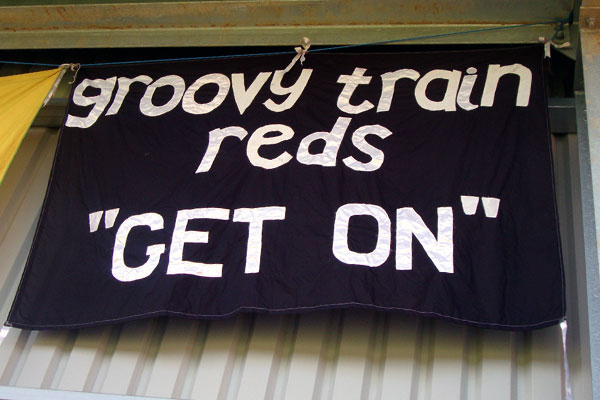 groovy train
reds
"GET ON"